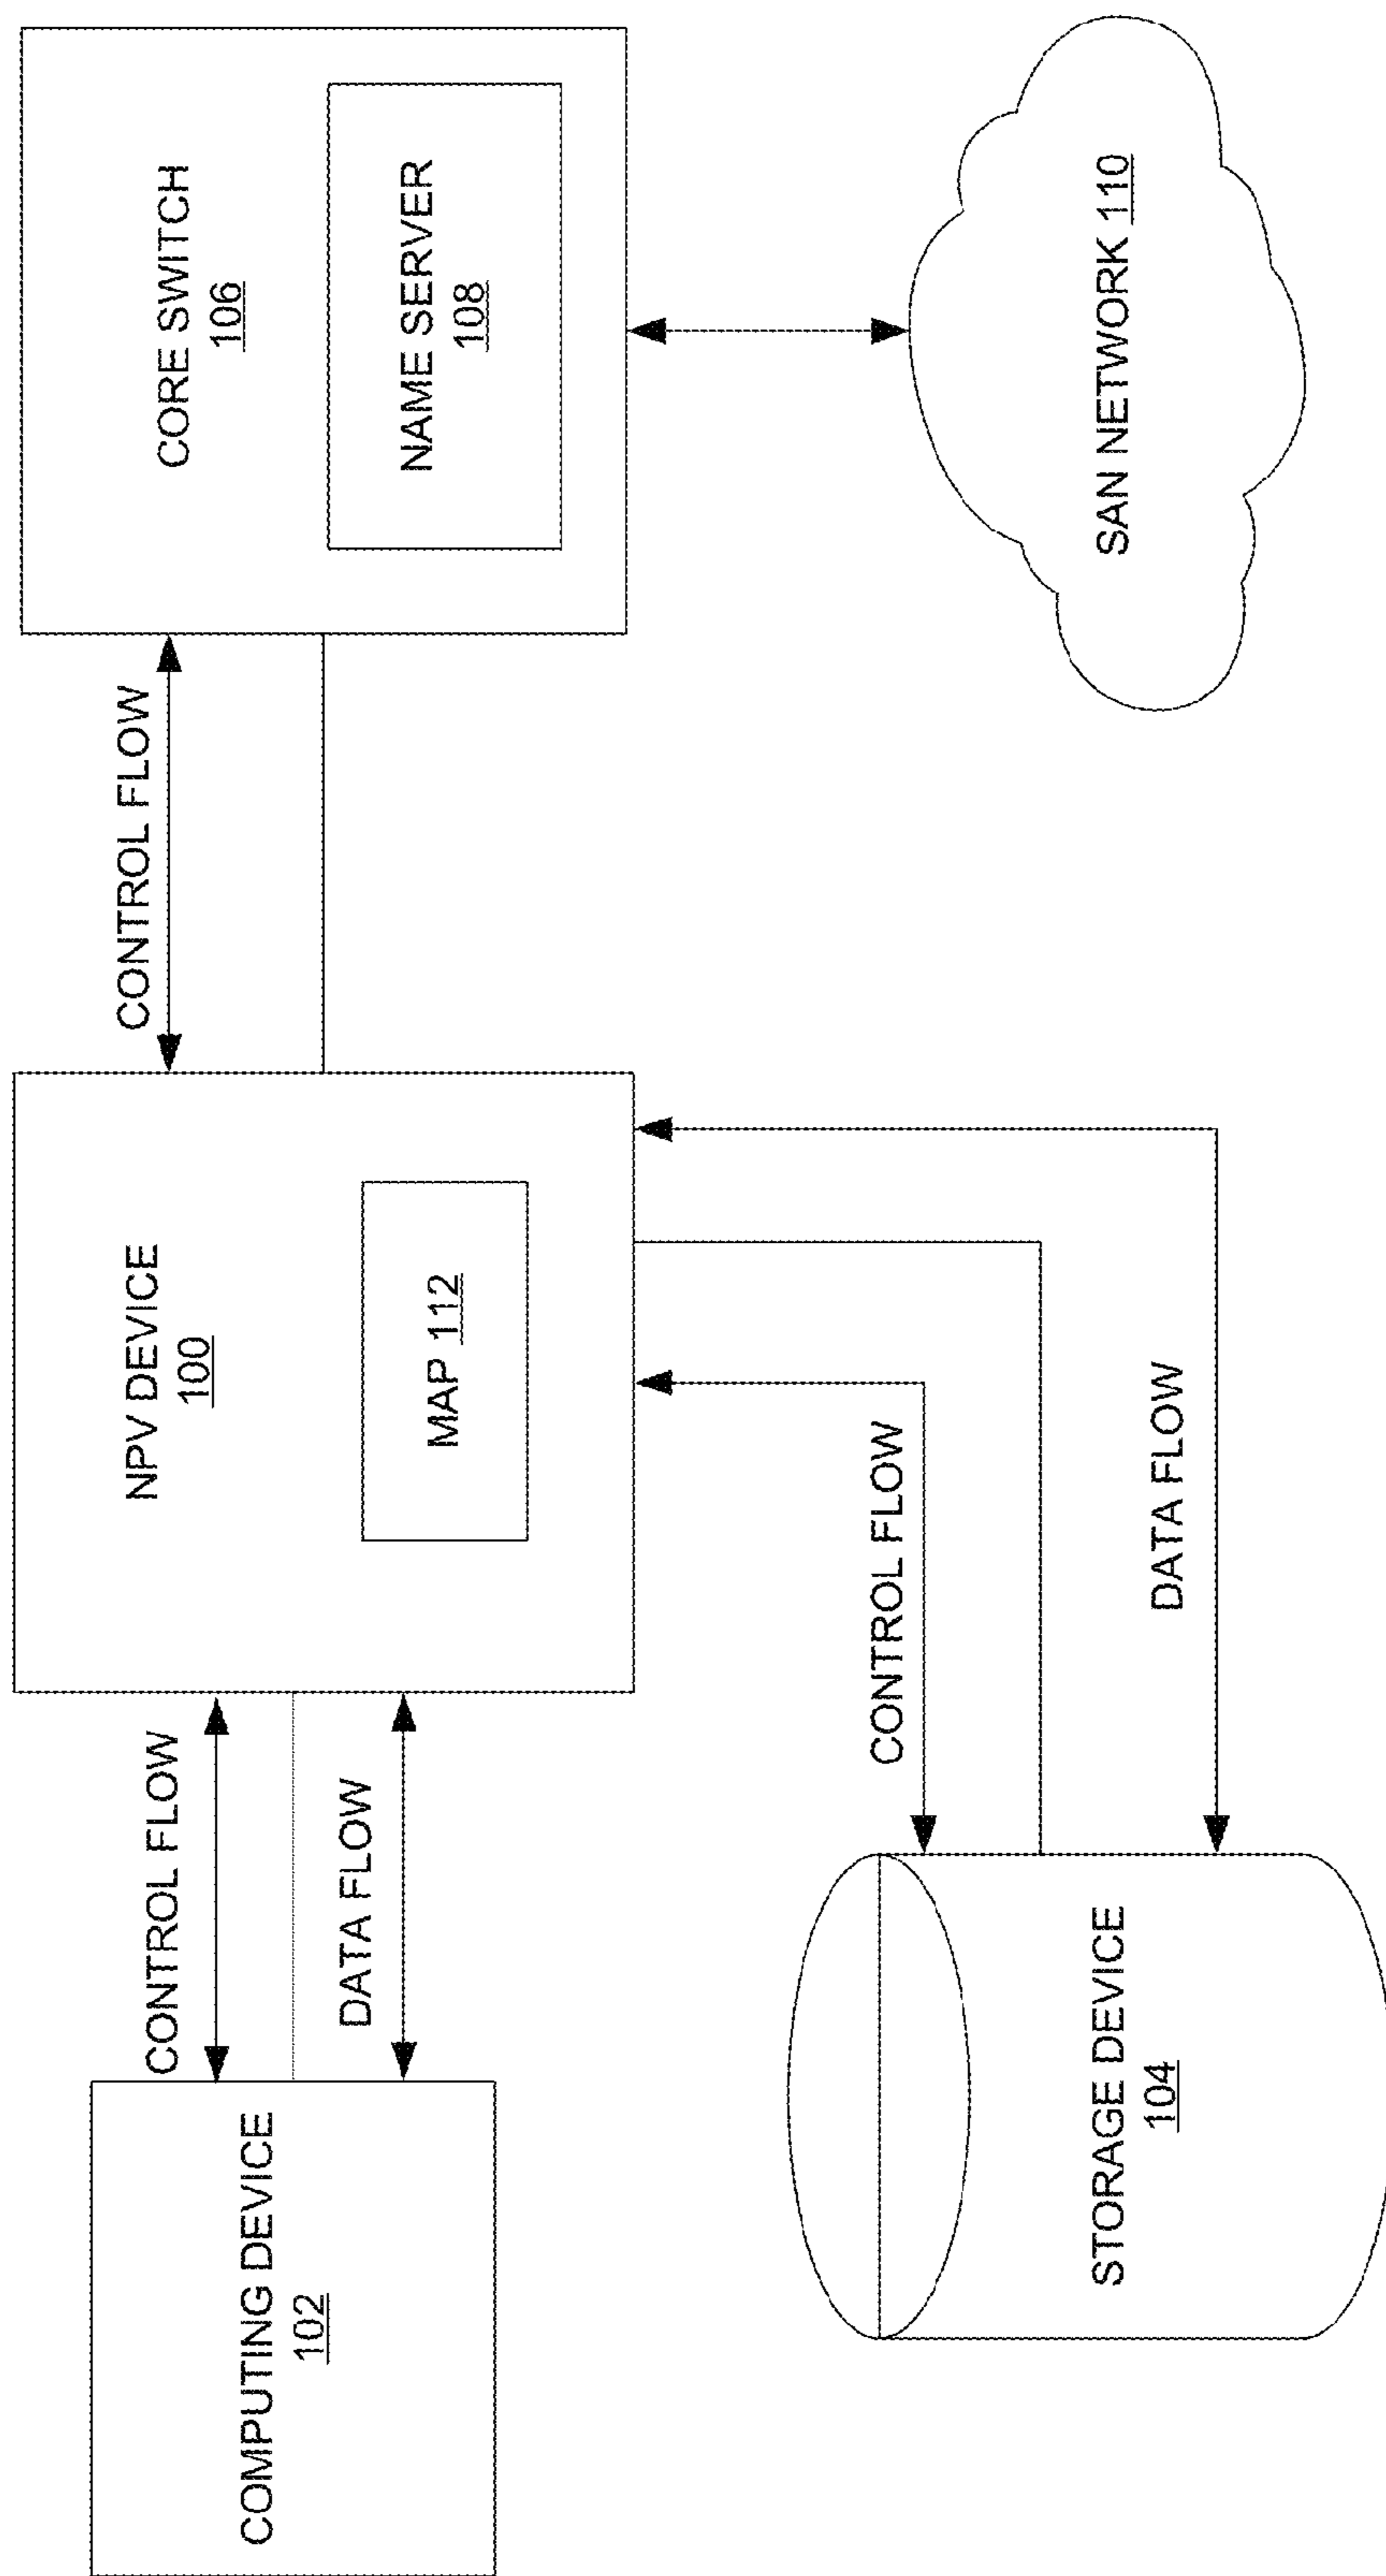 COMPUTING DEVICE
102
CONTROL FLOW
DATA FLOW
NPV DEVICE
100
MAP 112
CONTROL FLOW
CORE SWITCH
106
NAME SERVER
108
STORAGE DEVICE
104
CONTROL FLOW
DATA FLOW
SAN NETWORK 110